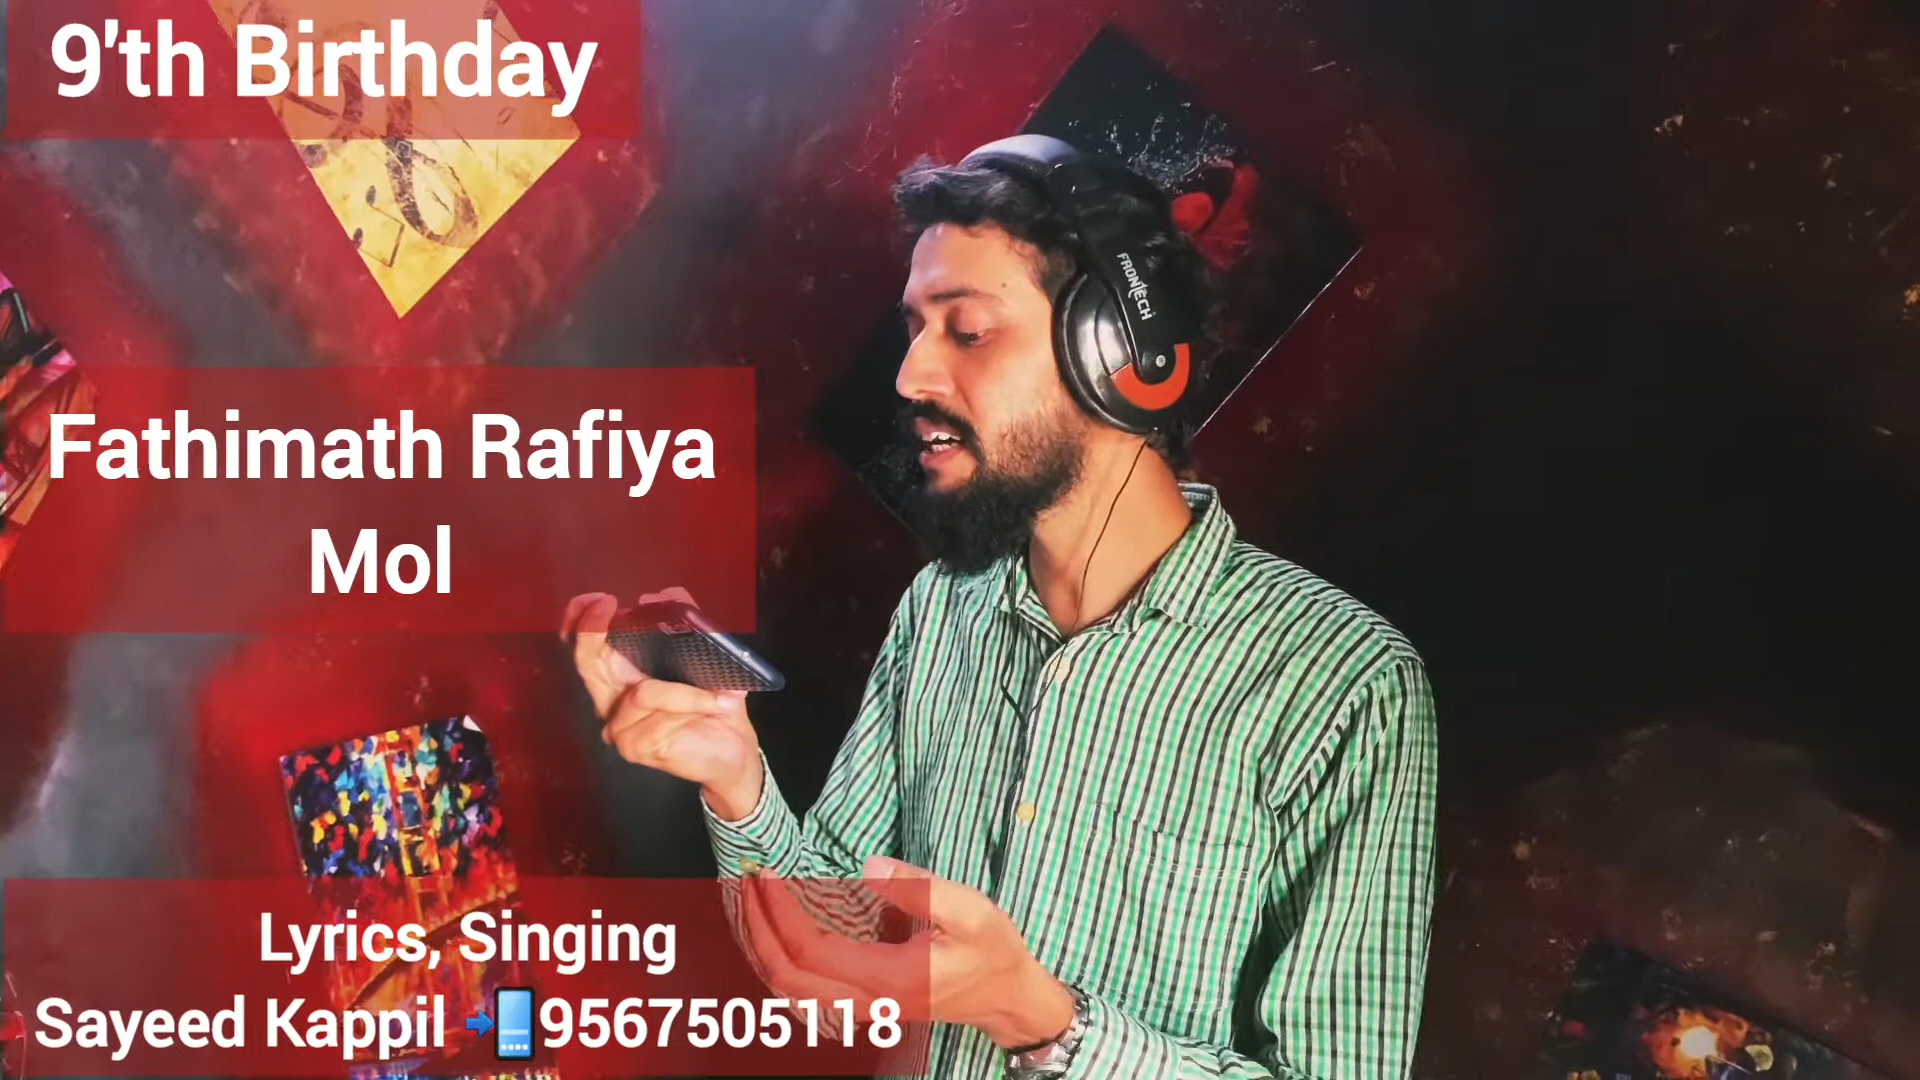 9'th Birthday
Fathimath Rafiya
Mol
FRONTECH
Lyrics, Singing
Sayeed Kappil 📲9567505118